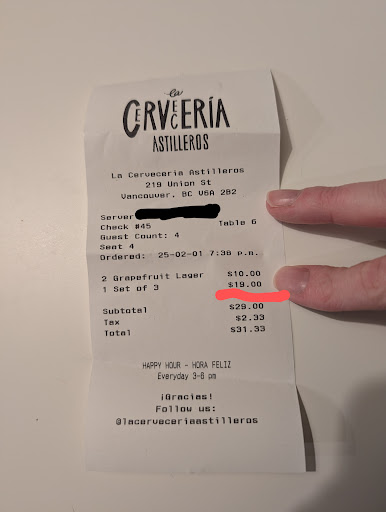 la
CERVECERÍA
ASTILLEROS
La Cerveceria Astilleros
219 Union St
Vancouver, BC V6A 2B2
Server
Check #45 Table 6
Guest Count: 4
Seat 4
Ordered: 25-02-01 7:38 p.m.
2 Grapefruit Lager $10.00
1 Set of 3 $19.00
Subtotal $29.00
Tax $2.33
Total $31.33
HAPPY HOUR - HORA FELIZ
Everyday 3-6 pm
¡Gracias!
Follow us:
@lacerveceriaastilleros